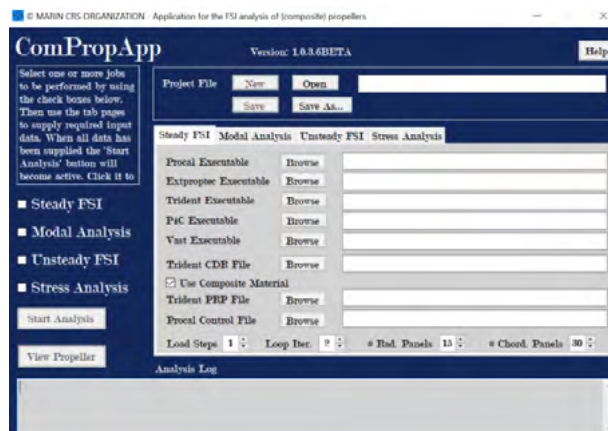 © MARIN CRS ORGANIZATION - Application for the FSI analysis of (composite) propellers
ComPropApp
Version: 1.0.3.6BETA
Help
Select one or more jobs
to be performed by using
the check boxes below.
Then use the tab pages
to supply required input
data. When all data has
been supplied the 'Start
Analysis' button will
become active. Click it to
Project File New Open
Save Save As...
Steady FSI Modal Analysis Unsteady FSI Stress Analysis
Procal Executable Browse
Extproptec Executable Browse
Trident Executable Browse
P4C Executable Browse
Vast Executable Browse
Trident CDR File Browse
Use Composite Material
Trident PRP File Browse
Procal Control File Browse
Load Steps 1 Loop Iter. 2 # Rad. Panels 15 # Chord. Panels 30
Steady FSI
Modal Analysis
Unsteady FSI
Stress Analysis
Start Analysis
View Propeller
Analysis Log